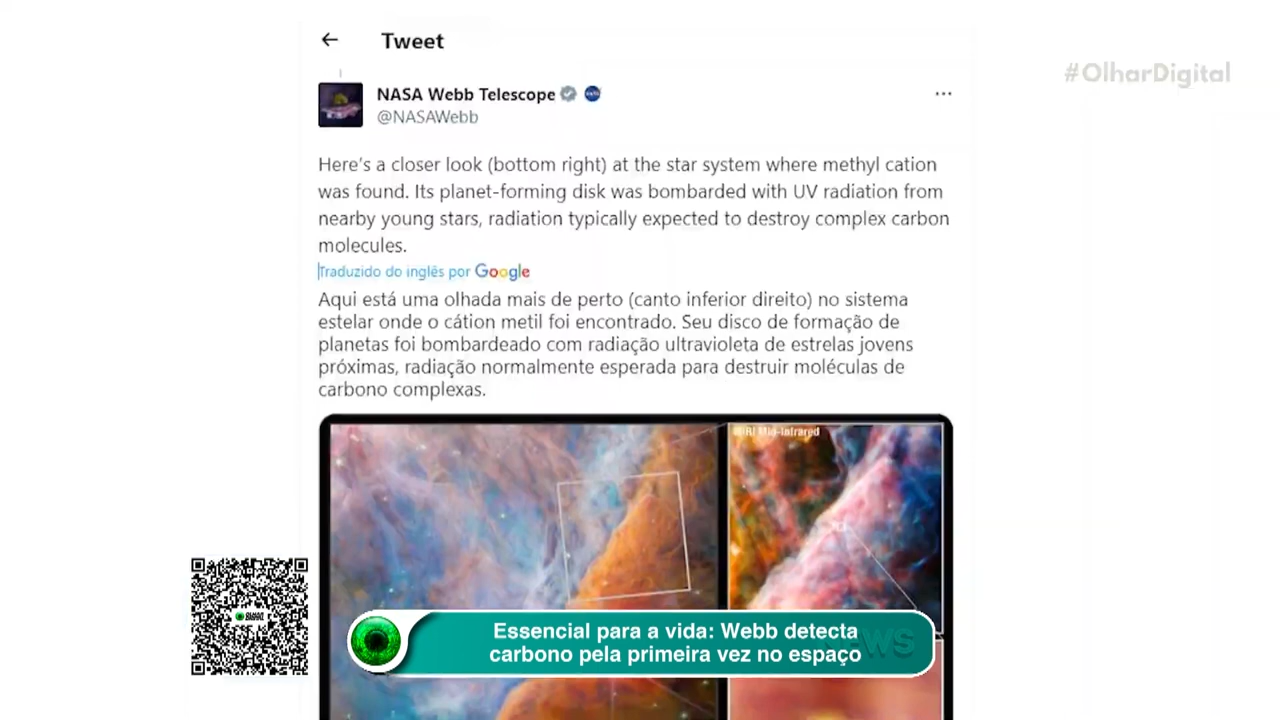 Tweet
#OlharDigital
NASA Webb Telescope
@NASAWebb
Here's a closer look (bottom right) at the star system where methyl cation
was found. Its planet-forming disk was bombarded with UV radiation from
nearby young stars, radiation typically expected to destroy complex carbon
molecules.
Traduzido do inglês por Google
Aqui está uma olhada mais de perto (canto inferior direito) no sistema
estelar onde o cátion metil foi encontrado. Seu disco de formação de
planetas foi bombardeado com radiação ultravioleta de estrelas jovens
próximas, radiação normalmente esperada para destruir moléculas de
carbono complexas.
MIRI Mid-Infrared
Essencial para a vida: Webb detecta
carbono pela primeira vez no espaço
NEWS